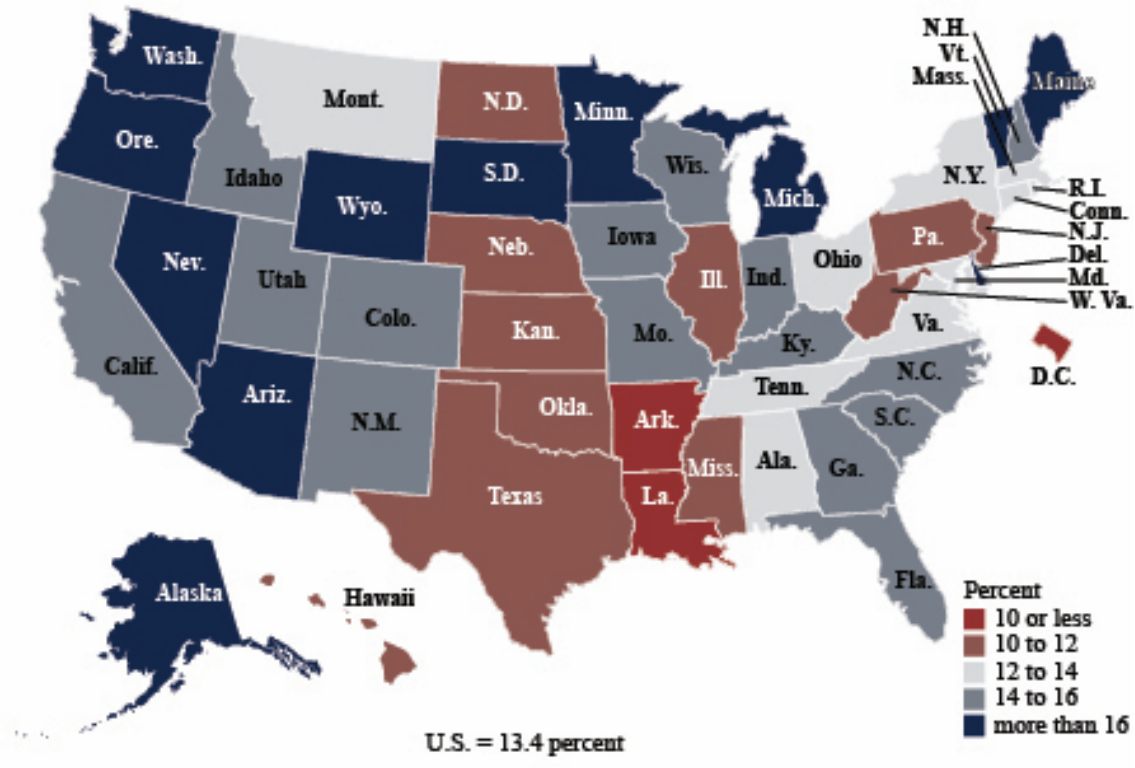 N.H.
Vt.
Mass.
Wash.
Maine
Mont.
N.D.
Minn.
Ore.
Idaho
S.D.
Wis.
N.Y.
R.I.
Conn.
Wyo.
Mich.
N.J.
Neb.
Iowa
Pa.
Del.
Nev.
Ohio
Md.
Utah
Ill.
Ind.
W. Va.
Colo.
Kan.
Mo.
Ky.
Va.
Calif.
D.C.
Ariz.
Tenn.
N.C.
N.M.
Okla.
Ark.
S.C.
Miss.
Ala.
Ga.
Texas
La.
Fla.
Alaska
Hawaii
Percent
10 or less
10 to 12
12 to 14
14 to 16
more than 16
U.S. = 13.4 percent